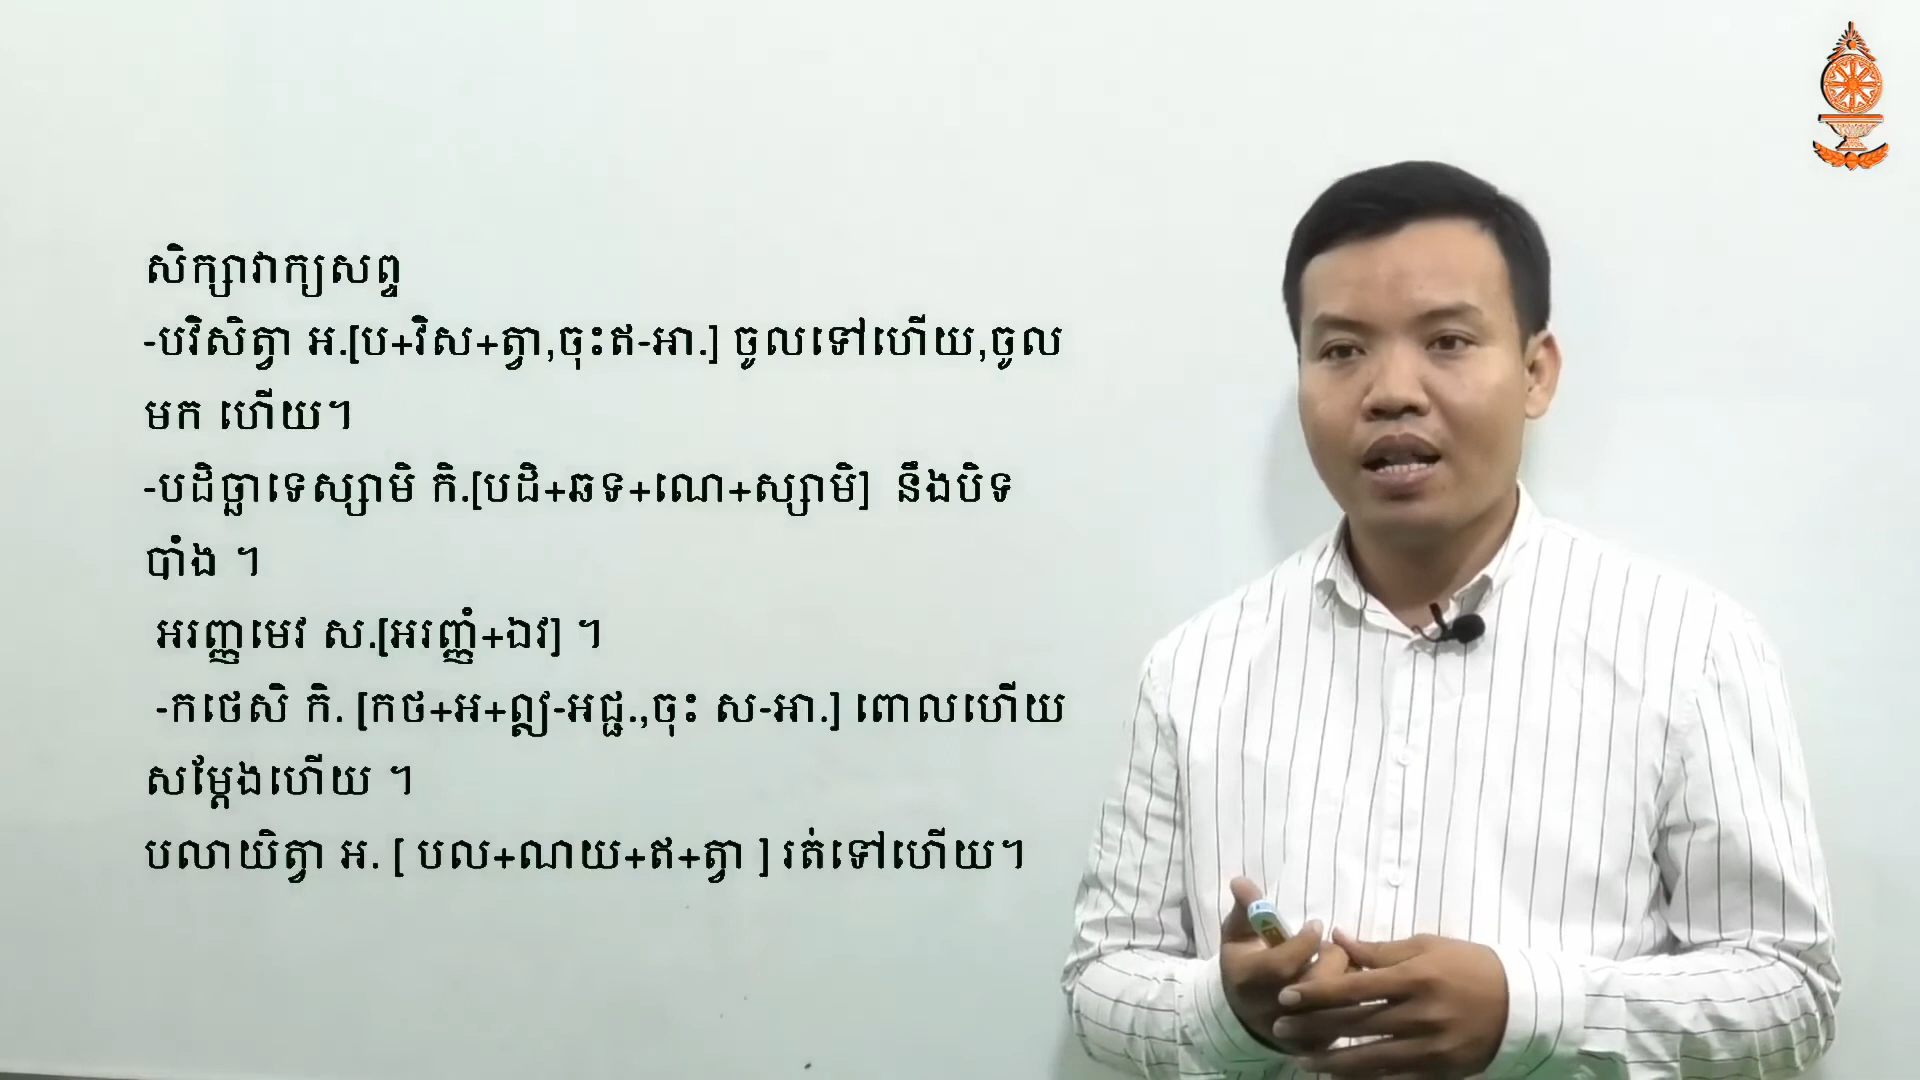 សិក្សាវាក្យសព្ទ
-បវិសិត្វា អ.[ប+វិស+ត្វា,ចុះឥ-អា.] ចូលទៅហើយ,ចូល
មក ហើយ។
-បដិច្ឆាទេស្សាមិ កិ.[បដិ+ឆទ+ណេ+ស្សាមិ] នឹងបិទ
បាំង ។
អរញ្ញមេវ ស.[អរញ្ញំ+ឯវ] ។
-កថេសិ កិ. [កថ+អ+ឦ-អជ្ជ.,ចុះ ស-អា.] ពោលហើយ
សម្ដែងហើយ ។
បលាយិត្វា អ. [ បល+ណយ+ឥ+ត្វា ] រត់ទៅហើយ។